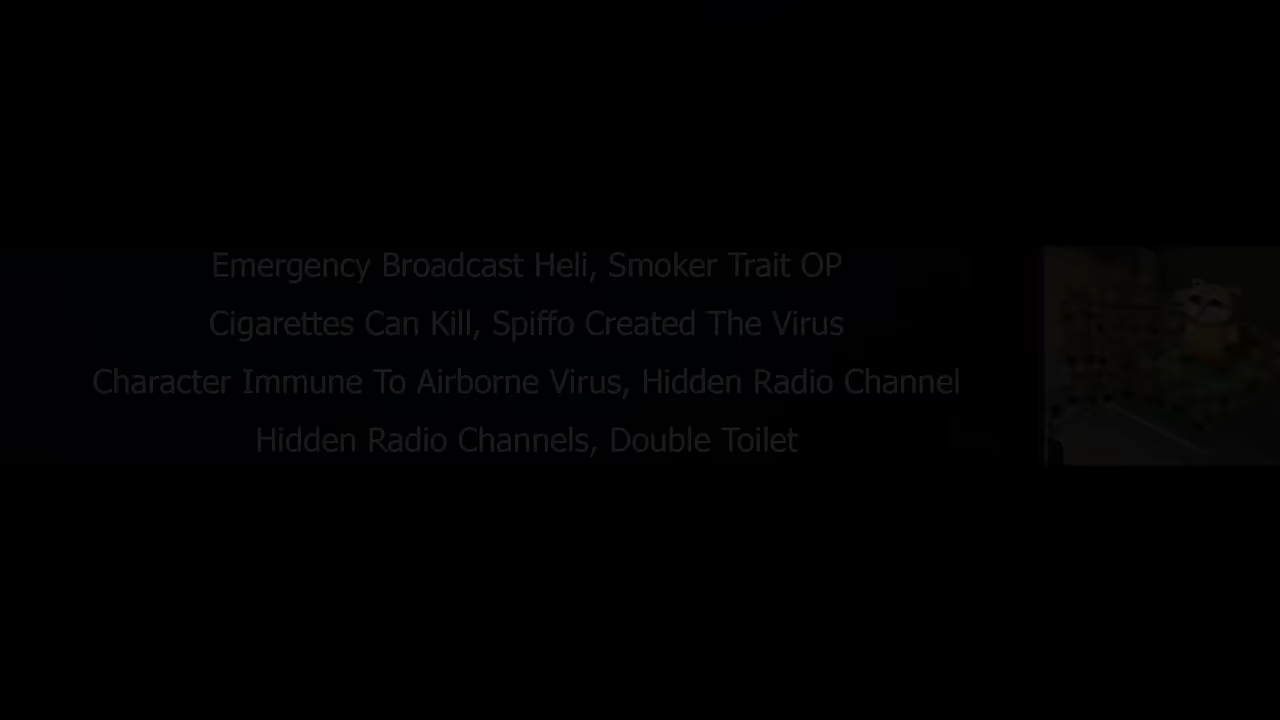 Emergency Broadcast Heli, Smoker Trait OP
Cigarettes Can Kill, Spiffo Created The Virus
Character Immune To Airborne Virus, Hidden Radio Channel
Hidden Radio Channels, Double Toilet